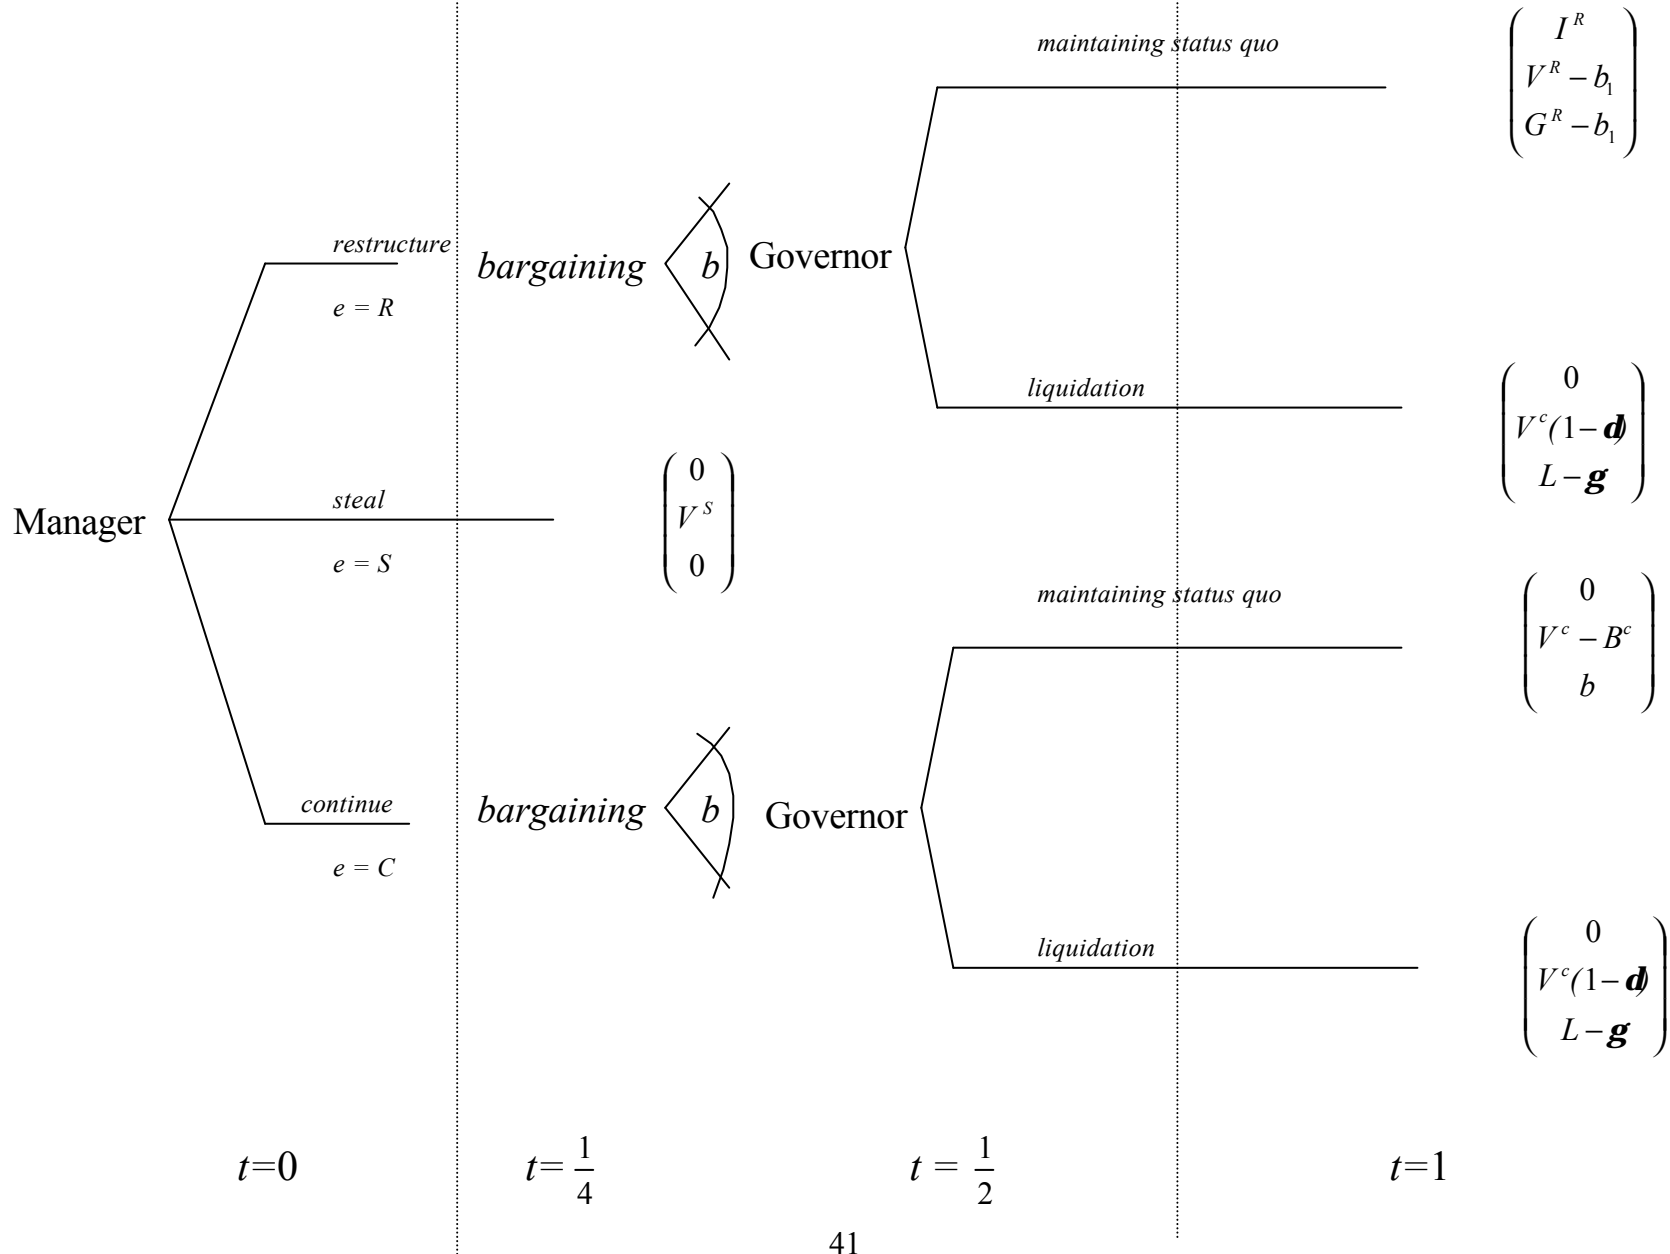 maintaining status quo
I^R
V^R − b_1
G^R − b_1
restructure
e = R
bargaining
b
Governor
liquidation
0
V^c(1−d)
L−g
Manager
steal
e = S
0
V^S
0
maintaining status quo
0
V^c − B^c
b
continue
e = C
bargaining
b
Governor
liquidation
0
V^c(1−d)
L−g
t=0
t= 1/4
t = 1/2
t=1
41